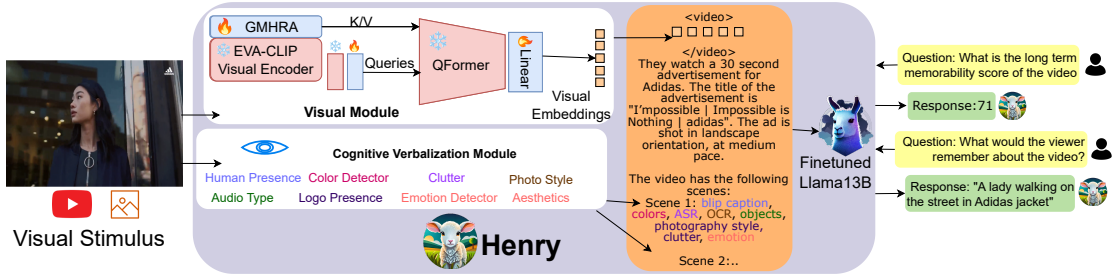 GMHRA
K/V
EVA-CLIP
Visual Encoder
Queries
QFormer
Linear
Visual
Embeddings
Visual Module
Cognitive Verbalization Module
Human Presence
Color Detector
Clutter
Photo Style
Audio Type
Logo Presence
Emotion Detector
Aesthetics
Visual Stimulus
Henry
<video>
</video>
They watch a 30 second
advertisement for
Adidas. The title of the
advertisement is
"I'mpossible | Impossible is
Nothing | adidas". The ad is
shot in landscape
orientation, at medium
pace.
The video has the following
scenes:
Scene 1: blip caption,
colors, ASR, OCR, objects,
photography style,
clutter, emotion
Scene 2:..
Finetuned
Llama13B
Question: What is the long term
memorability score of the video
Response:71
Question: What would the viewer
remember about the video?
Response: "A lady walking on
the street in Adidas jacket"